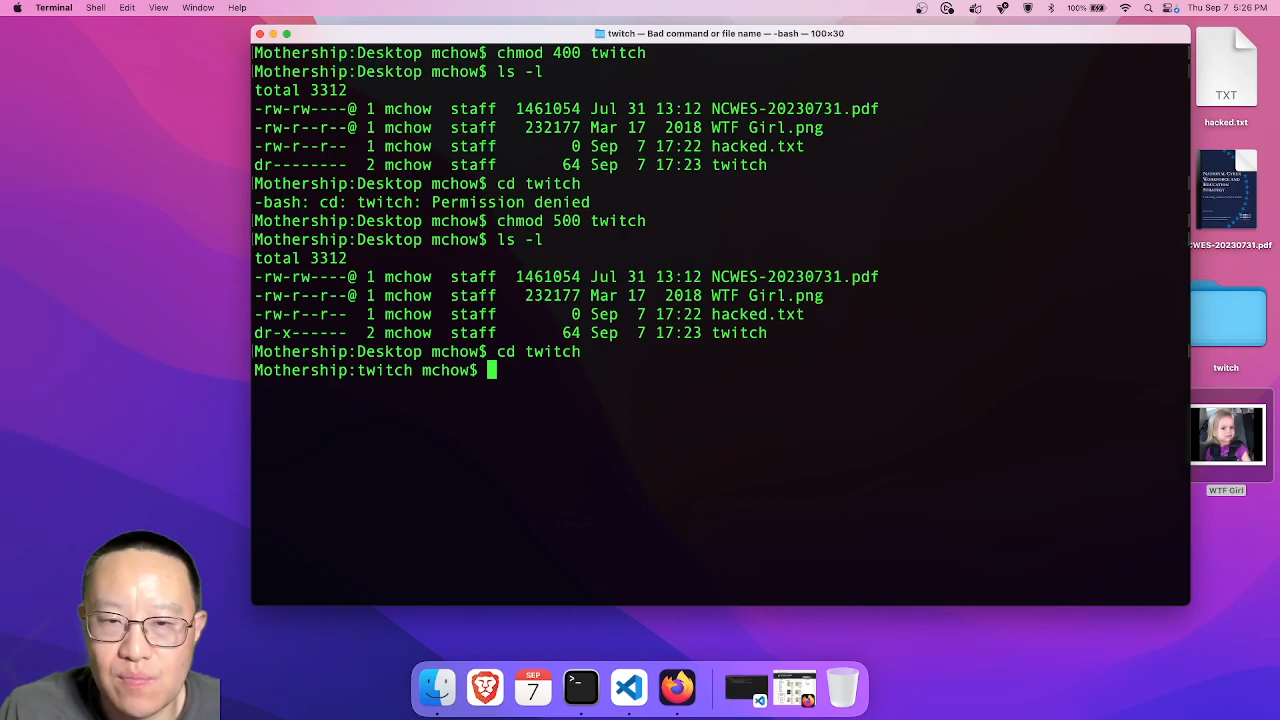 Terminal Shell Edit View Window Help 100% Thu Sep 7 5:26 PM
twitch — Bad command or file name — -bash — 100×30
Mothership:Desktop mchow$ chmod 400 twitch
Mothership:Desktop mchow$ ls -l
total 3312
-rw-rw----@ 1 mchow staff 1461054 Jul 31 13:12 NCWES-20230731.pdf
-rw-r--r--@ 1 mchow staff 232177 Mar 17 2018 WTF Girl.png
-rw-r--r-- 1 mchow staff 0 Sep 7 17:22 hacked.txt
dr-------- 2 mchow staff 64 Sep 7 17:23 twitch
Mothership:Desktop mchow$ cd twitch
-bash: cd: twitch: Permission denied
Mothership:Desktop mchow$ chmod 500 twitch
Mothership:Desktop mchow$ ls -l
total 3312
-rw-rw----@ 1 mchow staff 1461054 Jul 31 13:12 NCWES-20230731.pdf
-rw-r--r--@ 1 mchow staff 232177 Mar 17 2018 WTF Girl.png
-rw-r--r-- 1 mchow staff 0 Sep 7 17:22 hacked.txt
dr-x------ 2 mchow staff 64 Sep 7 17:23 twitch
Mothership:Desktop mchow$ cd twitch
Mothership:twitch mchow$
TXT
hacked.txt
NATIONAL CYBER
WORKFORCE AND
EDUCATION
STRATEGY
WES-20230731.pdf
twitch
WTF Girl
SEP
7